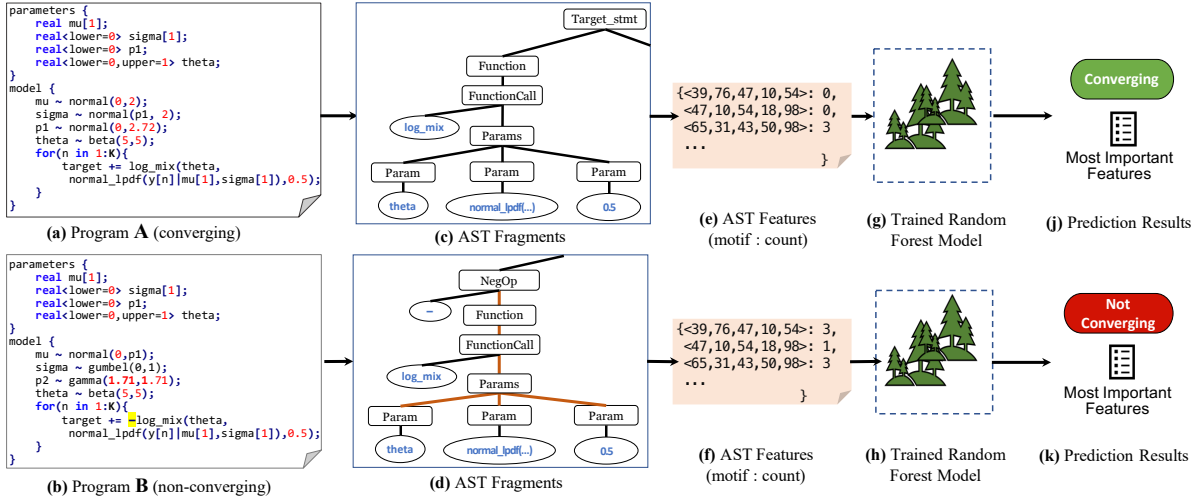 parameters {
real mu[1];
real<lower=0> sigma[1];
real<lower=0> p1;
real<lower=0,upper=1> theta;
}
model {
mu ~ normal(0,2);
sigma ~ normal(p1, 2);
p1 ~ normal(0,2.72);
theta ~ beta(5,5);
for(n in 1:K){
target += log_mix(theta,
normal_lpdf(y[n]|mu[1],sigma[1]),0.5);
}
}
(a) Program A (converging)
Target_stmt
Function
FunctionCall
log_mix
Params
Param Param Param
theta normal_lpdf(...) 0.5
(c) AST Fragments
{<39,76,47,10,54>: 0,
<47,10,54,18,98>: 0,
<65,31,43,50,98>: 3
...
}
(e) AST Features
(motif : count)
(g) Trained Random
Forest Model
Converging
Most Important
Features
(j) Prediction Results
parameters {
real mu[1];
real<lower=0> sigma[1];
real<lower=0> p1;
real<lower=0,upper=1> theta;
}
model {
mu ~ normal(0,p1);
sigma ~ gumbel(0,1);
p2 ~ gamma(1.71,1.71);
theta ~ beta(5,5);
for(n in 1:K){
target += -log_mix(theta,
normal_lpdf(y[n]|mu[1],sigma[1]),0.5);
}
}
(b) Program B (non-converging)
NegOp
–
Function
FunctionCall
log_mix
Params
Param Param Param
theta normal_lpdf(...) 0.5
(d) AST Fragments
{<39,76,47,10,54>: 3,
<47,10,54,18,98>: 1,
<65,31,43,50,98>: 3
...
}
(f) AST Features
(motif : count)
(h) Trained Random
Forest Model
Not
Converging
Most Important
Features
(k) Prediction Results